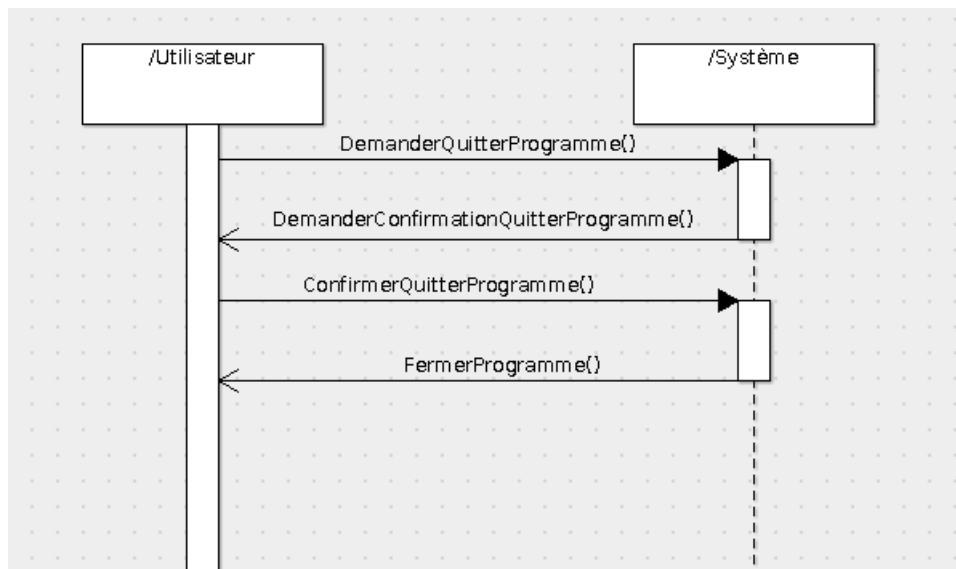 /Utilisateur
/Système
DemanderQuitterProgramme()
DemanderConfirmationQuitterProgramme()
ConfirmerQuitterProgramme()
FermerProgramme()